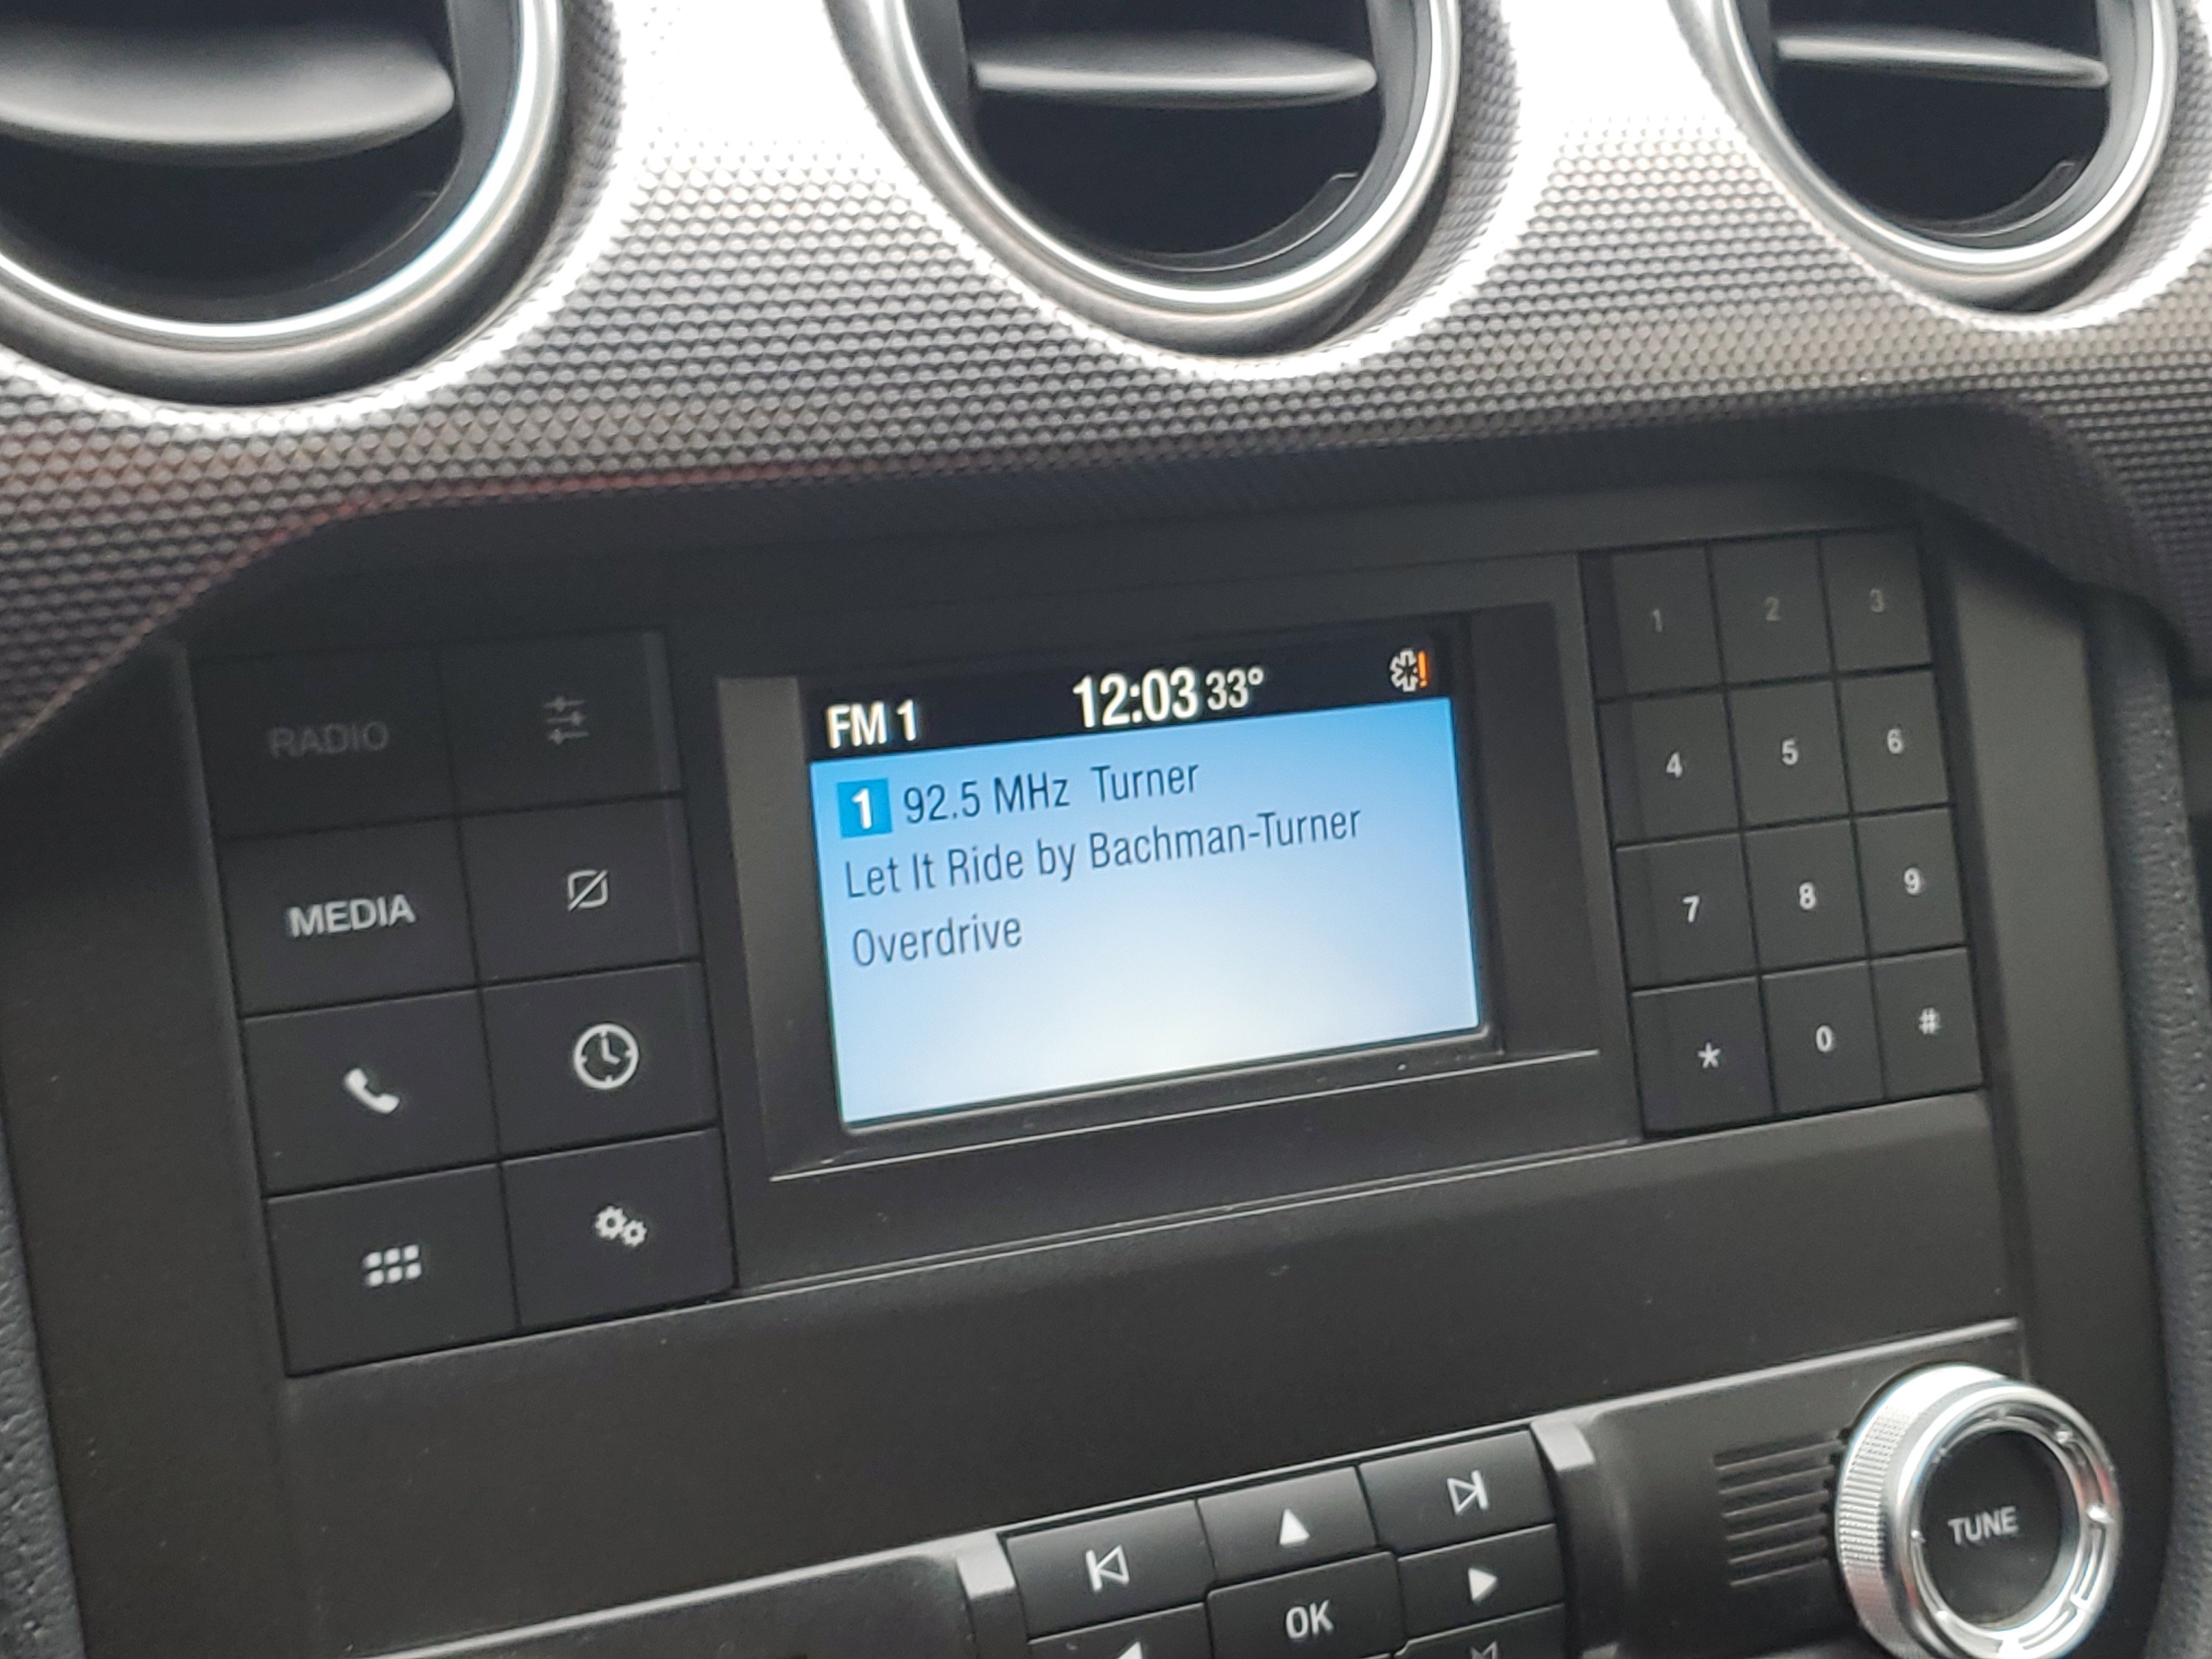 FM 1 12:03 33°
1 92.5 MHz Turner
Let It Ride by Bachman-Turner
Overdrive
RADIO
MEDIA
1 2 3
4 5 6
7 8 9
* 0 #
OK
TUNE